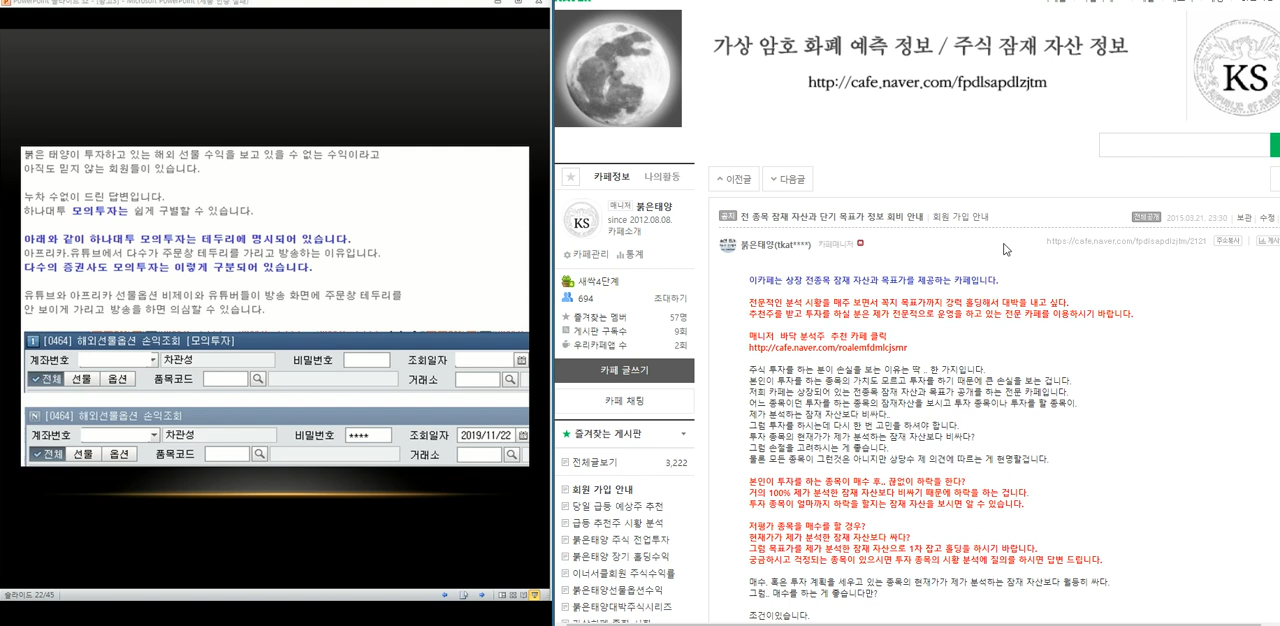 PowerPoint 슬라이드 쇼
붉은 태양이 투자하고 있는 해외 선물 수익을 보고 있을 수 없는 수익이라고
아직도 믿지 않는 회원들이 있습니다.
누차 수없이 드린 답변입니다.
하나대투 모의투자는 쉽게 구별할 수 있습니다.
아래와 같이 하나대투 모의투자는 테두리에 명시되어 있습니다.
아프리카.유튜브에서 다수가 주문창 테두리를 가리고 방송하는 이유입니다.
다수의 증권사도 모의투자는 이렇게 구분되어 있습니다.
유튜브와 아프리카 선물옵션 비제이와 유튜버들이 방송 화면에 주문창 테두리를
안 보이게 가리고 방송을 하면 의심할 수 있습니다.
[0464] 해외선물옵션 손익조회 [모의투자]
계좌번호 차관성 비밀번호 조회일자
전체 선물 옵션 품목코드 거래소
[0464] 해외선물옵션 손익조회
계좌번호 차관성 비밀번호 **** 조회일자 2019/11/22
전체 선물 옵션 품목코드 거래소
슬라이드 22/45
가상 암호 화폐 예측 정보 / 주식 잠재 자산 정보
http://cafe.naver.com/fpdlsapdlzjtm
KS
카페정보 나의활동
KS
매니저 붉은태양
since 2012.08.08.
카페소개
카페관리 통계
새싹4단계
694 초대하기
즐겨찾는 멤버 57명
게시판 구독수 9회
우리카페앱 수 2회
카페 글쓰기
카페 채팅
즐겨찾는 게시판
전체글보기 3,222
회원 가입 안내
당일 급등 예상주 추천
급등 추천주 시황 분석
붉은태양 주식 전업투자
붉은태양 장기 홀딩수익
이너서클회원 주식수익률
붉은태양선물옵션수익
붉은태양대박주식시리즈
이전글 다음글
공지 전 종목 잠재 자산과 단기 목표가 정보 회비 안내 | 회원 가입 안내
전체공개 2015.03.21. 23:30 | 보관 | 수정
붉은태양(tkat****) 카페매니저
https://cafe.naver.com/fpdlsapdlzjtm/2121 주소복사
이카페는 상장 전종목 잠재 자산과 목표가를 제공하는 카페입니다.
전문적인 분석 시황을 매주 보면서 꼭지 목표가까지 강력 홀딩해서 대박을 내고 싶다.
추천주를 받고 투자를 하실 분은 제가 전문적으로 운영을 하고 있는 전문 카페를 이용하시기 바랍니다.
매니저 바닥 분석주 추천 카페 클릭
http://cafe.naver.com/roalemfdmlcjsmr
주식 투자를 하는 분이 손실을 보는 이유는 딱 .. 한 가지입니다.
본인이 투자를 하는 종목의 가치도 모르고 투자를 하기 때문에 큰 손실을 보는 겁니다.
저희 카페는 상장되어 있는 전종목 잠재 자산과 목표가 공개를 하는 전문 카페입니다.
어느 종목이던 투자를 하는 종목의 잠재자산을 보시고 투자 종목이나 투자를 할 종목이.
제가 분석하는 잠재 자산보다 비싸다..
그럼 투자를 하시는데 다시 한 번 고민을 하셔야 합니다.
투자 종목의 현재가가 제가 분석하는 잠재 자산보다 비싸다?
그럼 손절을 고려하시는 게 좋습니다.
물론 모든 종목이 그런것은 아니지만 상당수 제 의견에 따르는 게 현명할겁니다.
본인이 투자를 하는 종목이 매수 후.. 끊없이 하락을 한다?
거의 100% 제가 분석한 잠재 자산보다 비싸기 때문에 하락을 하는 겁니다.
투자 종목이 얼마까지 하락을 할지는 잠재 자산을 보시면 알 수 있습니다.
저평가 종목을 매수를 할 경우?
현재가가 제가 분석한 잠재 자산보다 싸다?
그럼 목표가를 제가 분석한 잠재 자산으로 1차 잡고 홀딩을 하시기 바랍니다.
궁금하시고 걱정되는 종목이 있으시면 투자 종목의 시황 분석에 질의를 하시면 답변 드립니다.
매수. 혹은 투자 계획을 세우고 있는 종목의 현재가가 제가 분석하는 잠재 자산보다 월등히 싸다.
그럼.. 매수를 하는 게 좋습니다만?
조건이있습니다.